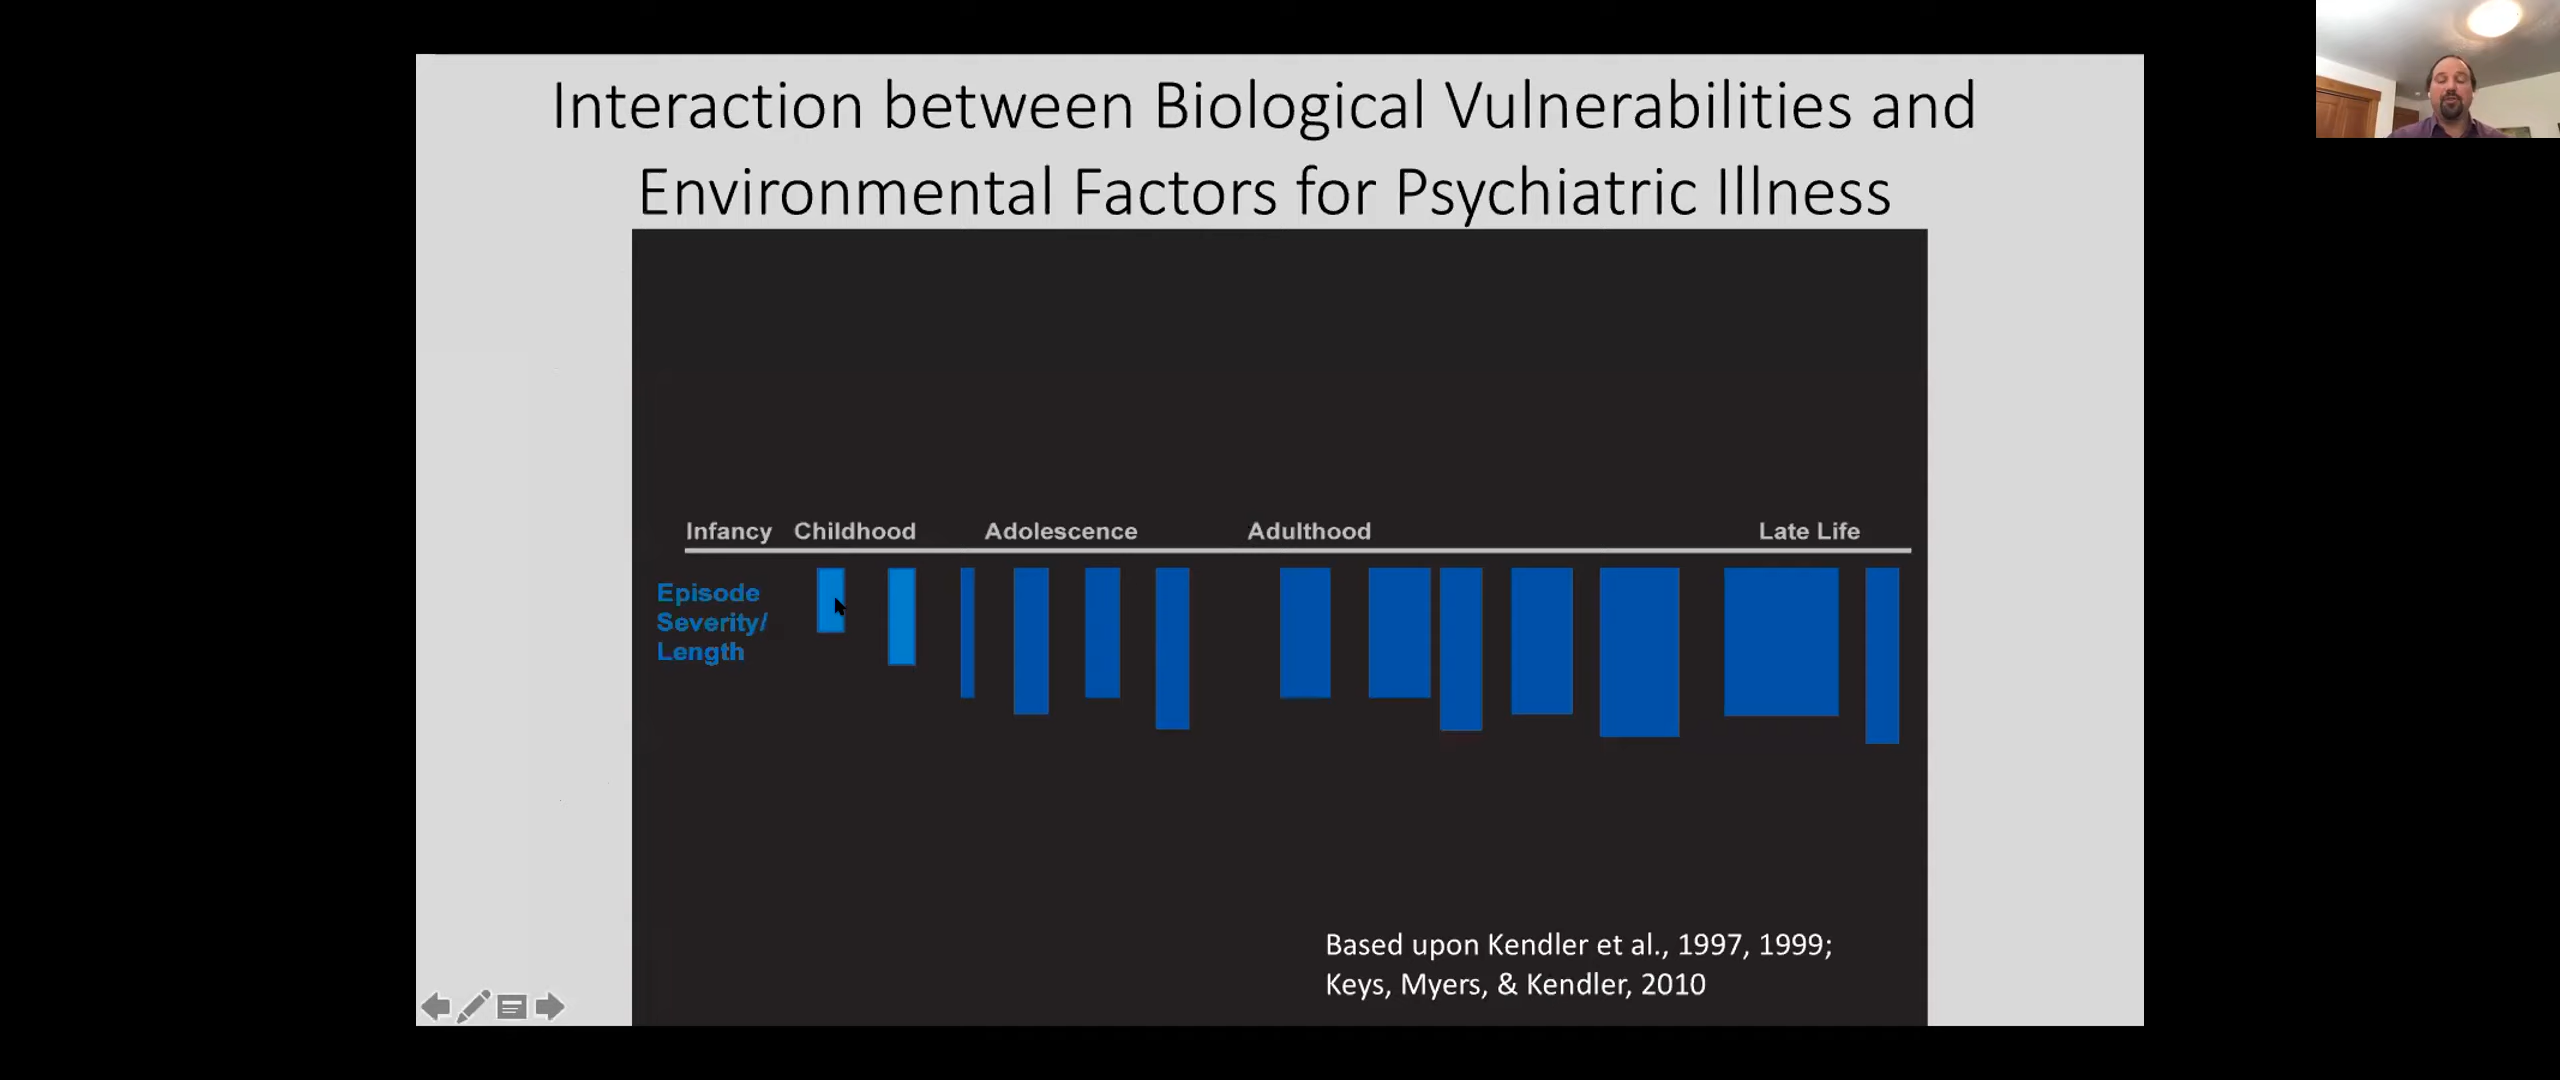 Interaction between Biological Vulnerabilities and
Environmental Factors for Psychiatric Illness
Infancy Childhood Adolescence Adulthood Late Life
Episode
Severity/
Length
Based upon Kendler et al., 1997, 1999;
Keys, Myers, & Kendler, 2010